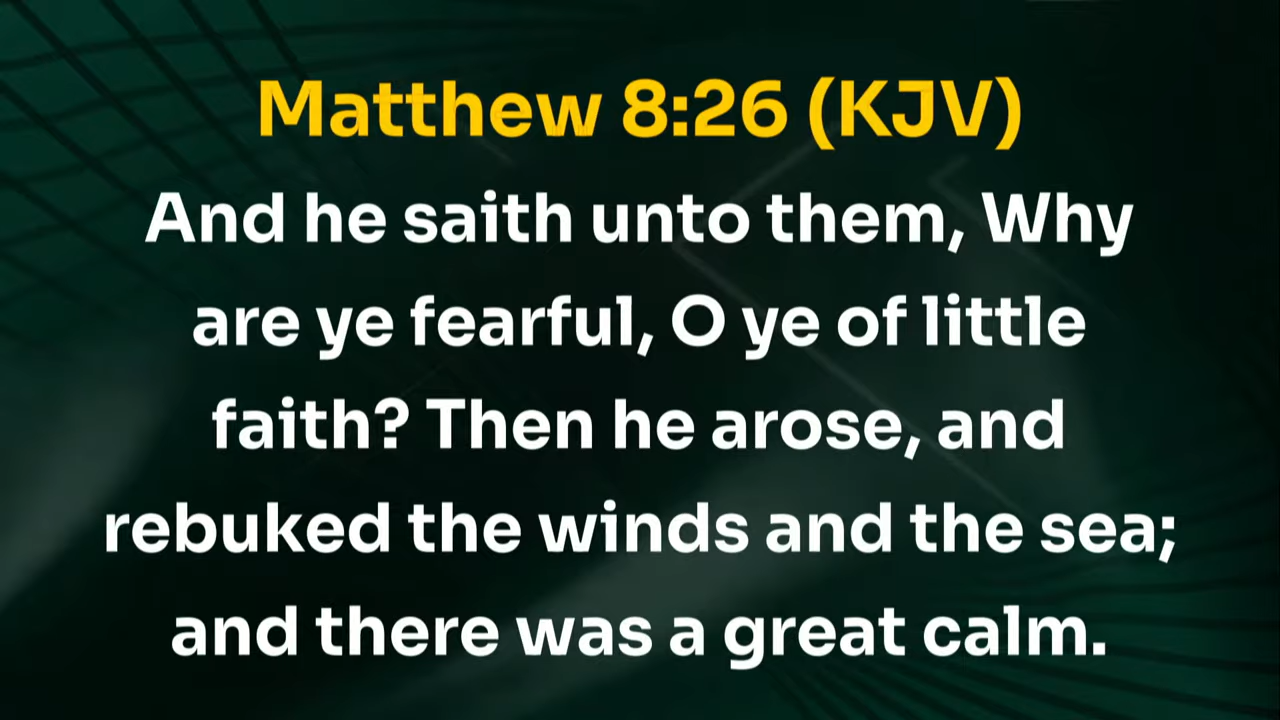 Matthew 8:26 (KJV)
And he saith unto them, Why
are ye fearful, O ye of little
faith? Then he arose, and
rebuked the winds and the sea;
and there was a great calm.